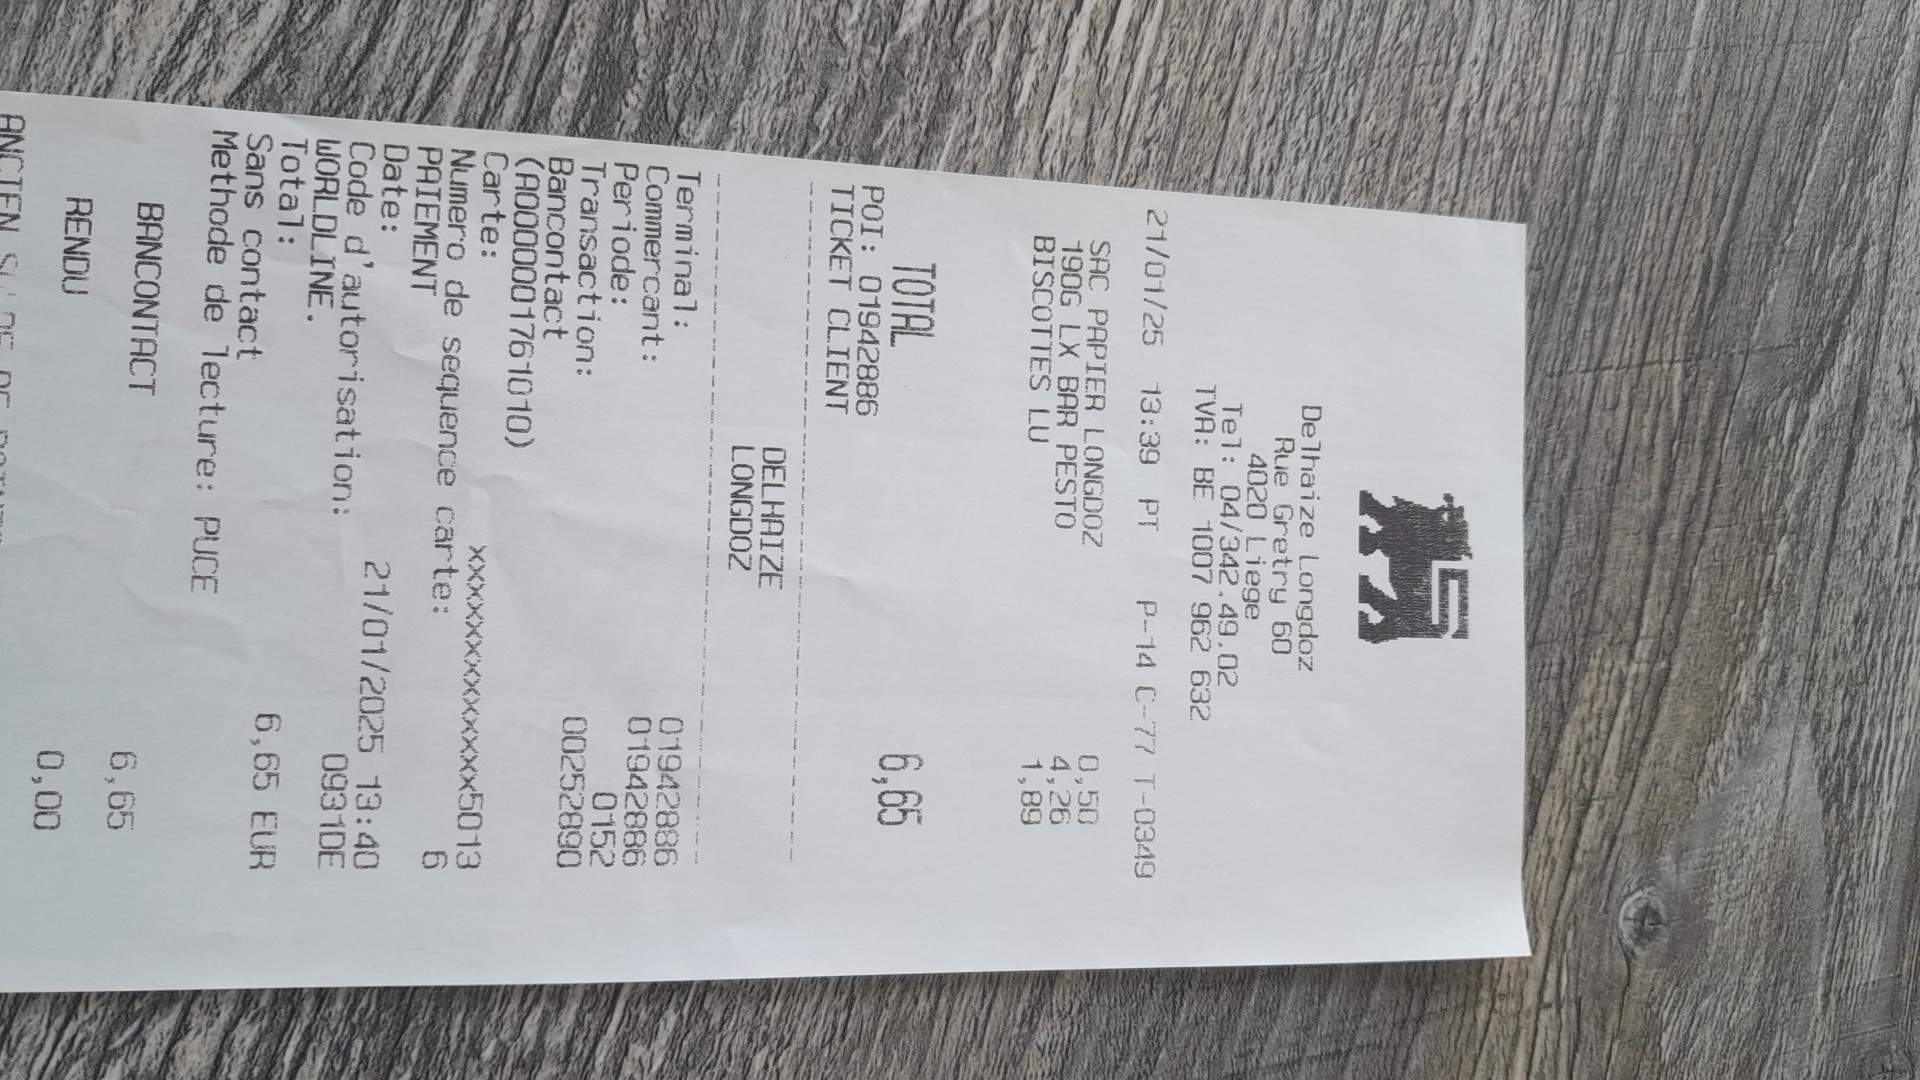 Delhaize Longdoz
Rue Gretry 60
4020 Liege
Tel: 04/342.49.02
TVA: BE 1007 962 632
21/01/25 13:39 PT P-14 C-77 T-0349
SAC PAPIER LONGDOZ 0,50
190G LX BAR PESTO 4,26
BISCOTTES LU 1,89
TOTAL 6,65
POI: 01942886
TICKET CLIENT
DELHAIZE
LONGDOZ
Terminal: 01942886
Commercant: 01942886
Periode: 0152
Transaction: 00252890
Bancontact
(A0000001761010)
Carte: xxxxxxxxxxxxxxx5013
Numero de sequence carte: 6
PAIEMENT
Date: 21/01/2025 13:40
Code d'autorisation: 0931DE
WORLDLINE.
Total: 6,65 EUR
Sans contact
Methode de lecture: PUCE
BANCONTACT 6,65
RENDU 0,00
ANCIEN DE